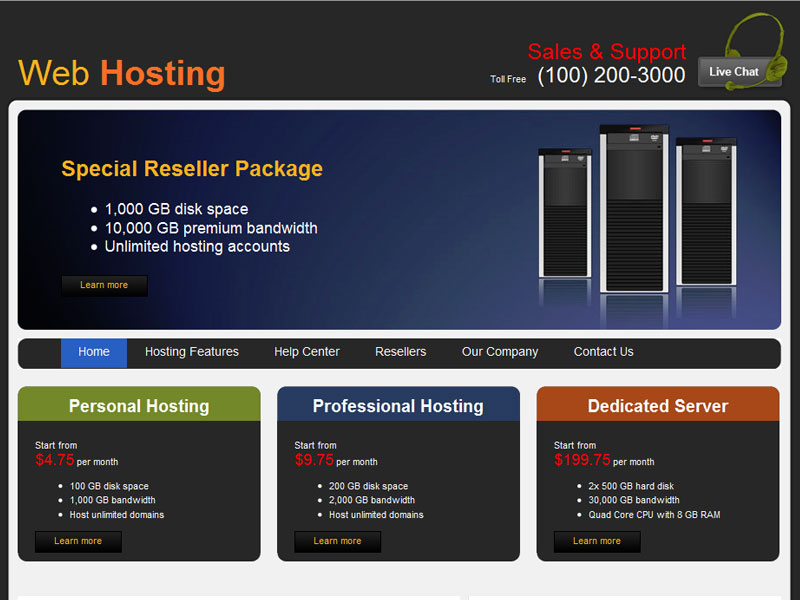 Web Hosting
Sales & Support
Toll Free (100) 200-3000
Live Chat
Special Reseller Package
1,000 GB disk space
10,000 GB premium bandwidth
Unlimited hosting accounts
Learn more
Home Hosting Features Help Center Resellers Our Company Contact Us
Personal Hosting
Start from
$4.75 per month
100 GB disk space
1,000 GB bandwidth
Host unlimited domains
Learn more
Professional Hosting
Start from
$9.75 per month
200 GB disk space
2,000 GB bandwidth
Host unlimited domains
Learn more
Dedicated Server
Start from
$199.75 per month
2x 500 GB hard disk
30,000 GB bandwidth
Quad Core CPU with 8 GB RAM
Learn more